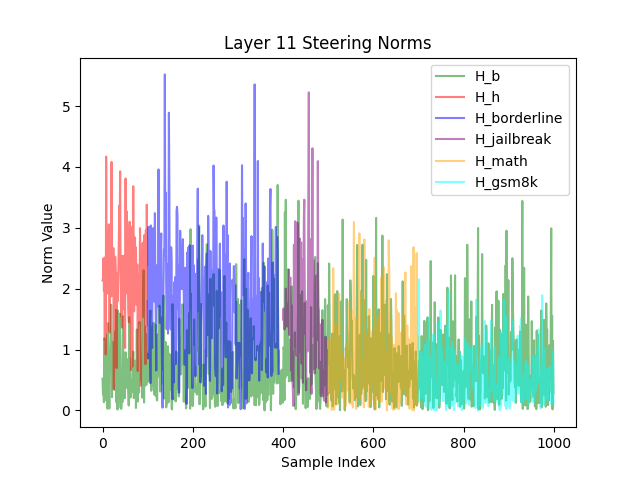 Layer 11 Steering Norms
H_b
H_h
H_borderline
H_jailbreak
H_math
H_gsm8k
Norm Value
5
4
3
2
1
0
0 200 400 600 800 1000
Sample Index